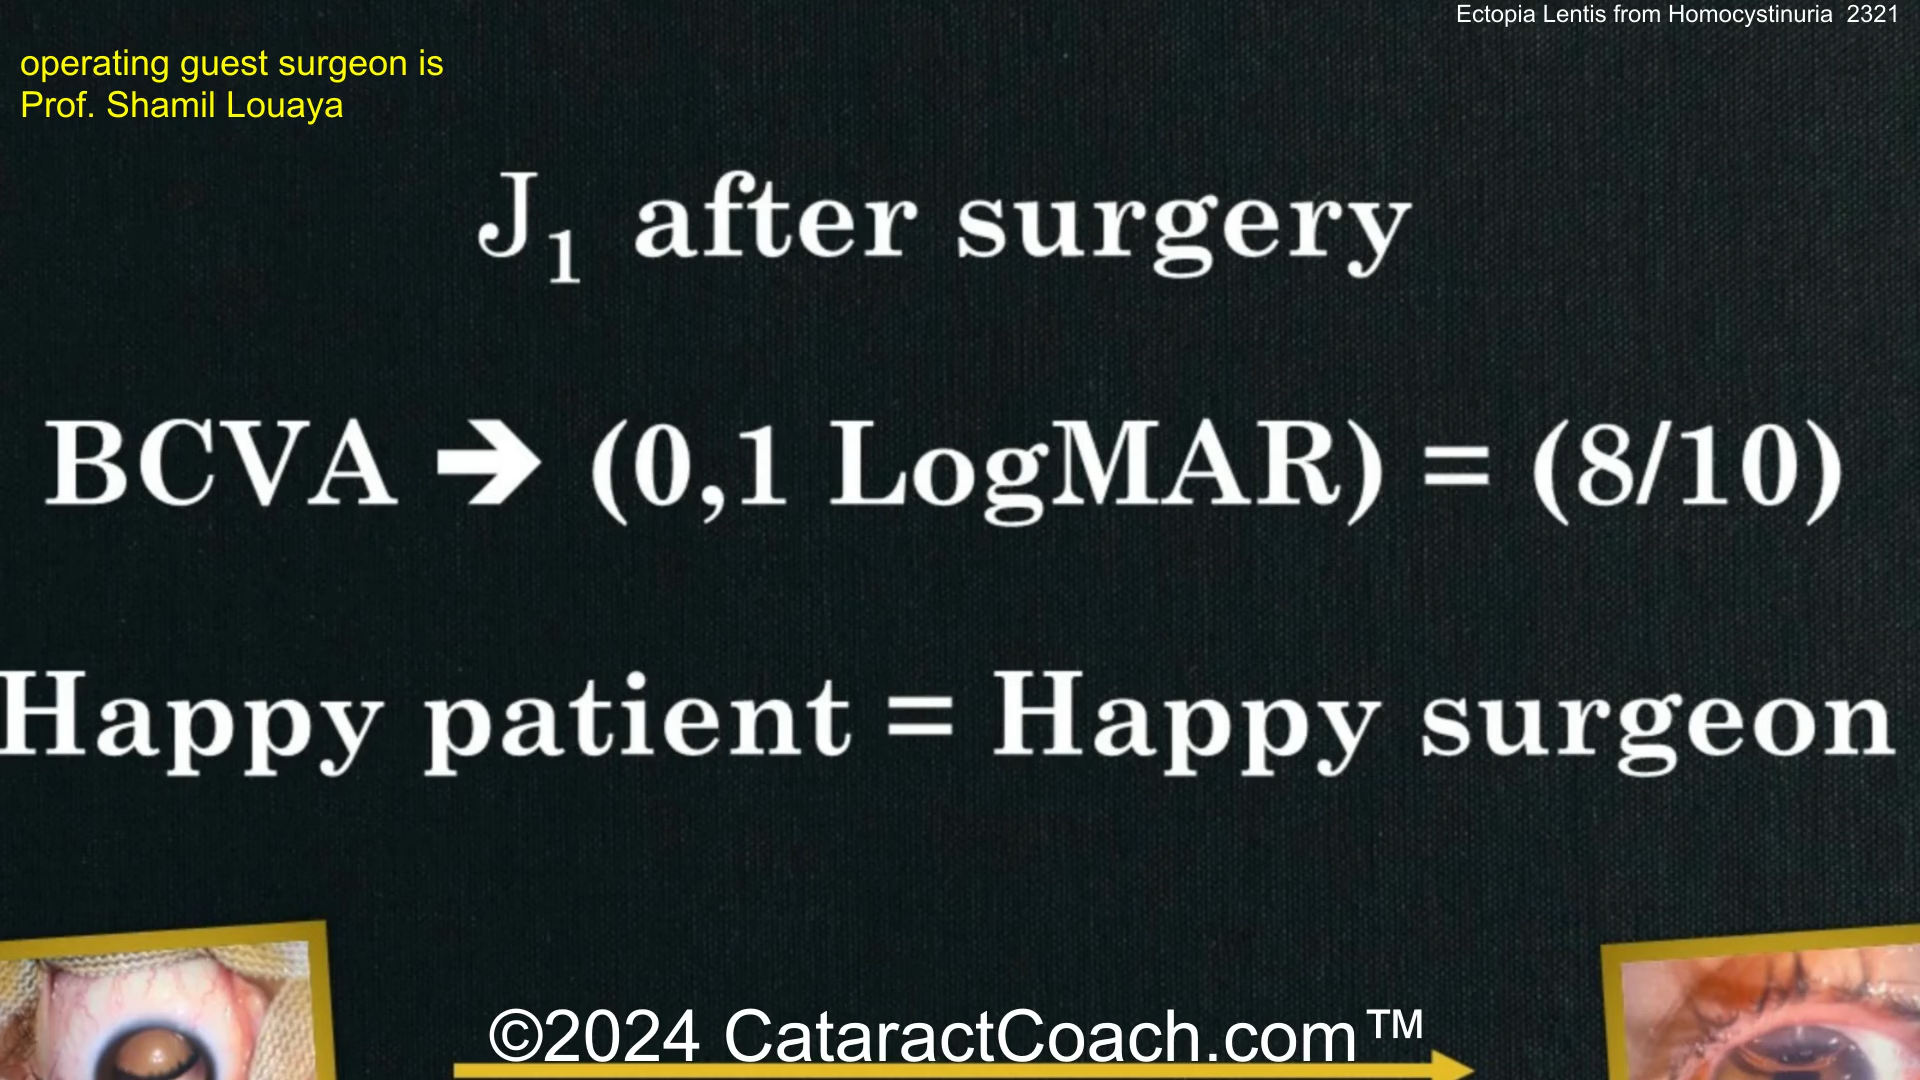 Ectopia Lentis from Homocystinuria 2321
operating guest surgeon is
Prof. Shamil Louaya
J1 after surgery
BCVA ➔ (0,1 LogMAR) = (8/10)
Happy patient = Happy surgeon
©2024 CataractCoach.com™